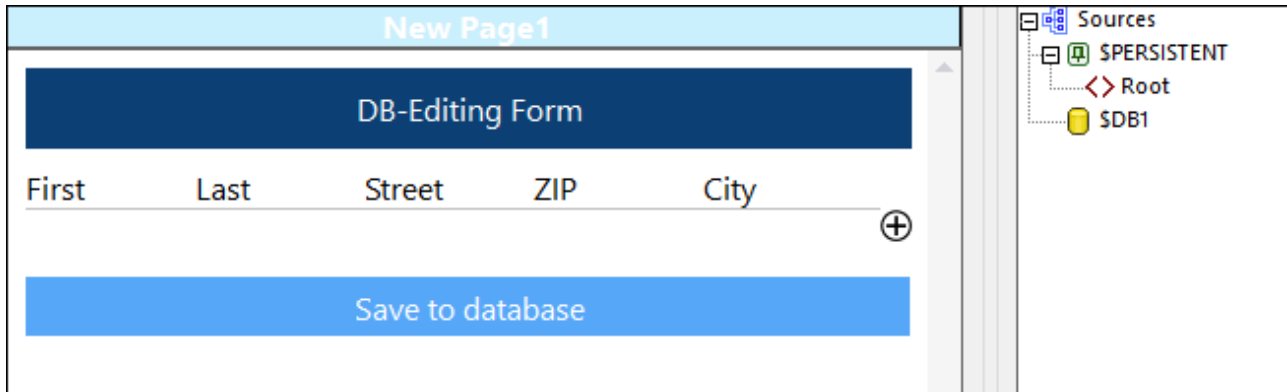 New Page1
DB-Editing Form
First Last Street ZIP City
Save to database
Sources
$PERSISTENT
Root
$DB1